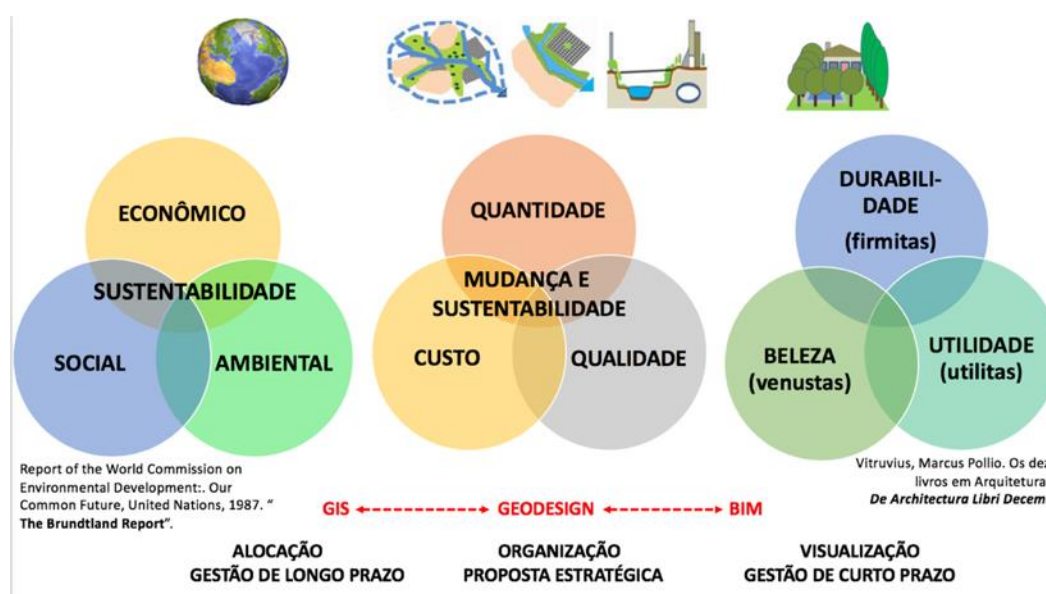 ECONÔMICO
SUSTENTABILIDADE
SOCIAL
AMBIENTAL
QUANTIDADE
MUDANÇA E
SUSTENTABILIDADE
CUSTO
QUALIDADE
DURABILI-
DADE
(firmitas)
BELEZA
(venustas)
UTILIDADE
(utilitas)
Report of the World Commission on
Environmental Development:. Our
Common Future, United Nations, 1987. “
The Brundtland Report”.
Vitruvius, Marcus Pollio. Os dez
livros em Arquitetura
De Architectura Libri Decem
GIS
GEODESIGN
BIM
ALOCAÇÃO
GESTÃO DE LONGO PRAZO
ORGANIZAÇÃO
PROPOSTA ESTRATÉGICA
VISUALIZAÇÃO
GESTÃO DE CURTO PRAZO